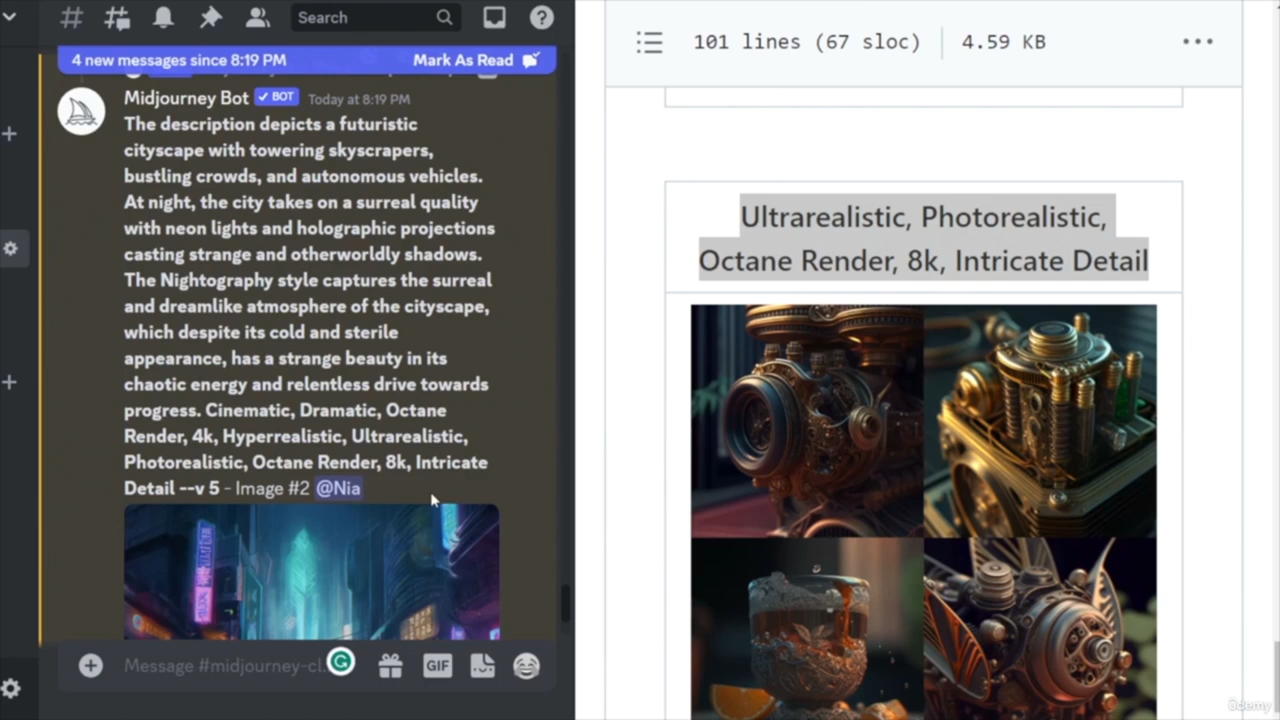 Search
4 new messages since 8:19 PM
Mark As Read
Midjourney Bot BOT Today at 8:19 PM
The description depicts a futuristic
cityscape with towering skyscrapers,
bustling crowds, and autonomous vehicles.
At night, the city takes on a surreal quality
with neon lights and holographic projections
casting strange and otherworldly shadows.
The Nightography style captures the surreal
and dreamlike atmosphere of the cityscape,
which despite its cold and sterile
appearance, has a strange beauty in its
chaotic energy and relentless drive towards
progress. Cinematic, Dramatic, Octane
Render, 4k, Hyperrealistic, Ultrarealistic,
Photorealistic, Octane Render, 8k, Intricate
Detail --v 5 - Image #2 @Nia
Message #midjourney-cl
GIF
101 lines (67 sloc)
4.59 KB
Ultrarealistic, Photorealistic,
Octane Render, 8k, Intricate Detail
ûdemy